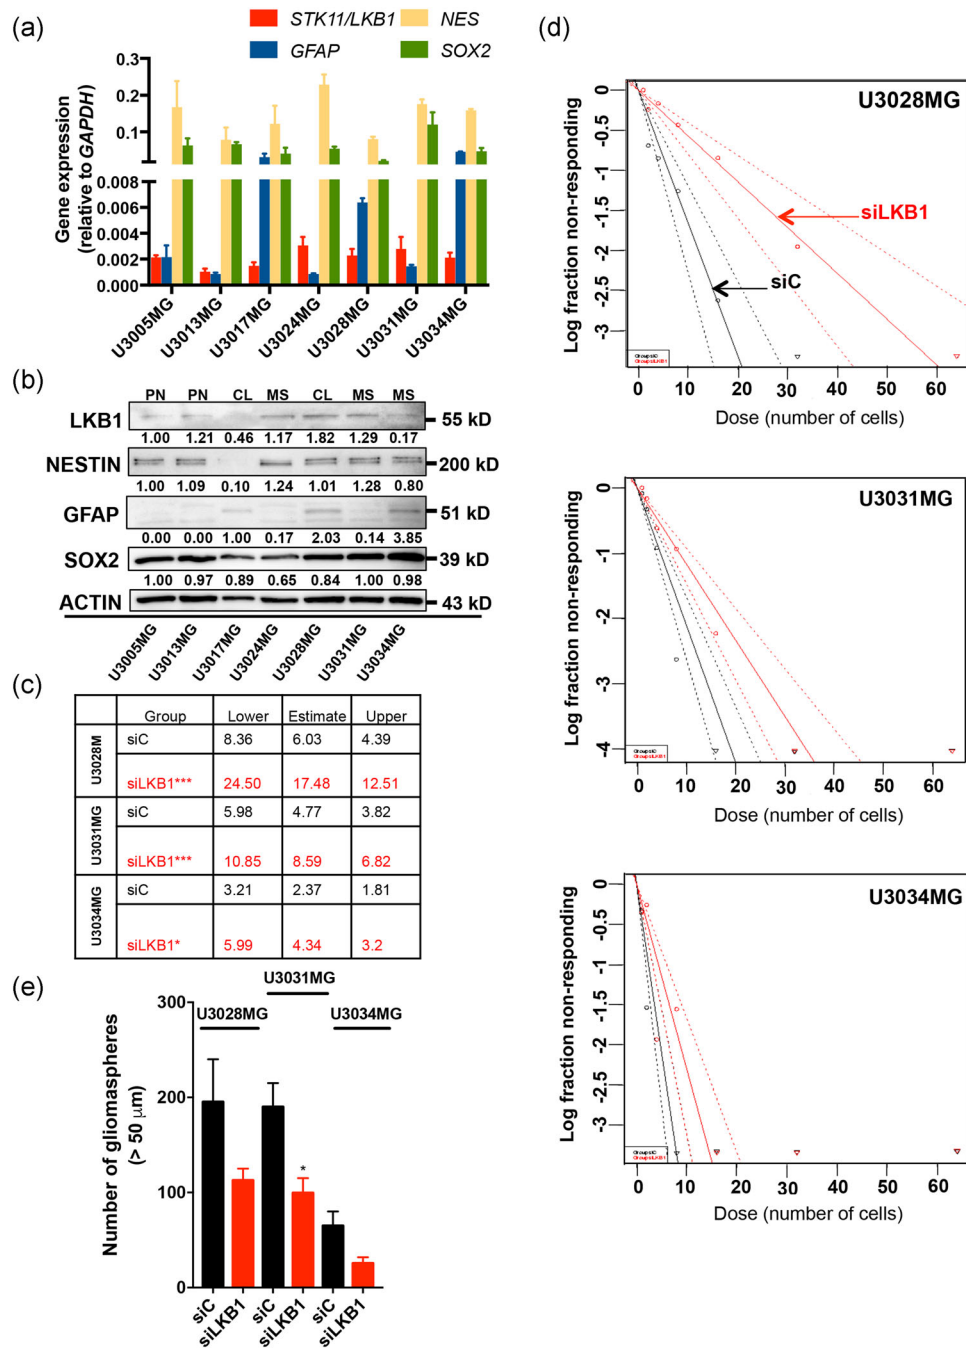 (a)
STK11/LKB1 NES
GFAP SOX2
Gene expression
(relative to GAPDH)
0.3
0.2
0.1
0.008
0.006
0.004
0.002
0.000
U3005MG U3013MG U3017MG U3024MG U3028MG U3031MG U3034MG
(b)
PN PN CL MS CL MS MS
LKB1 55 kD
1.00 1.21 0.46 1.17 1.82 1.29 0.17
NESTIN 200 kD
1.00 1.09 0.10 1.24 1.01 1.28 0.80
GFAP 51 kD
0.00 0.00 1.00 0.17 2.03 0.14 3.85
SOX2 39 kD
1.00 0.97 0.89 0.65 0.84 1.00 0.98
ACTIN 43 kD
U3005MG U3013MG U3017MG U3024MG U3028MG U3031MG U3034MG
(c)
Group Lower Estimate Upper
U3028M
siC 8.36 6.03 4.39
siLKB1*** 24.50 17.48 12.51
U3031MG
siC 5.98 4.77 3.82
siLKB1*** 10.85 8.59 6.82
U3034MG
siC 3.21 2.37 1.81
siLKB1* 5.99 4.34 3.2
(e)
U3031MG
U3028MG U3034MG
Number of gliomaspheres
(> 50 μm)
300
200
100
0
*
siC siLKB1 siC siLKB1 siC siLKB1
(d)
U3028MG
Log fraction non-responding
0
-0.5
-1
-1.5
-2
-2.5
-3
siLKB1
siC
0 10 20 30 40 50 60
Dose (number of cells)
U3031MG
Log fraction non-responding
0
-1
-2
-3
-4
0 10 20 30 40 50 60
Dose (number of cells)
U3034MG
Log fraction non-responding
0
-0.5
-1
-1.5
-2
-2.5
-3
0 10 20 30 40 50 60
Dose (number of cells)